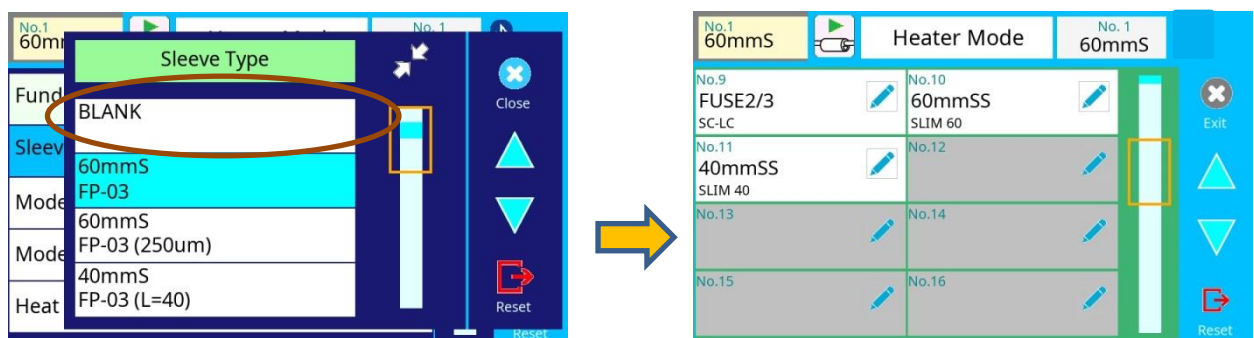 No.1
60mm
No. 1
Sleeve Type
Close
Fund
BLANK
Sleev
60mmS
FP-03
Mode
60mmS
FP-03 (250um)
Mode
40mmS
FP-03 (L=40)
Heat
Reset
Reset
No.1
60mmS
Heater Mode
No. 1
60mmS
No.9
FUSE2/3
SC-LC
No.10
60mmSS
SLIM 60
Exit
No.11
40mmSS
SLIM 40
No.12
No.13
No.14
No.15
No.16
Reset